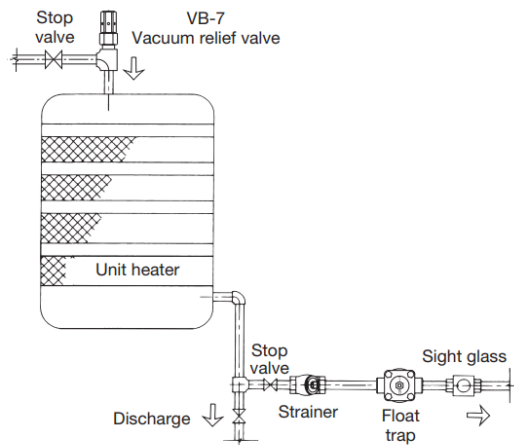 Stop
valve
VB-7
Vacuum relief valve
Unit heater
Stop
valve
Sight glass
Discharge
Strainer
Float
trap